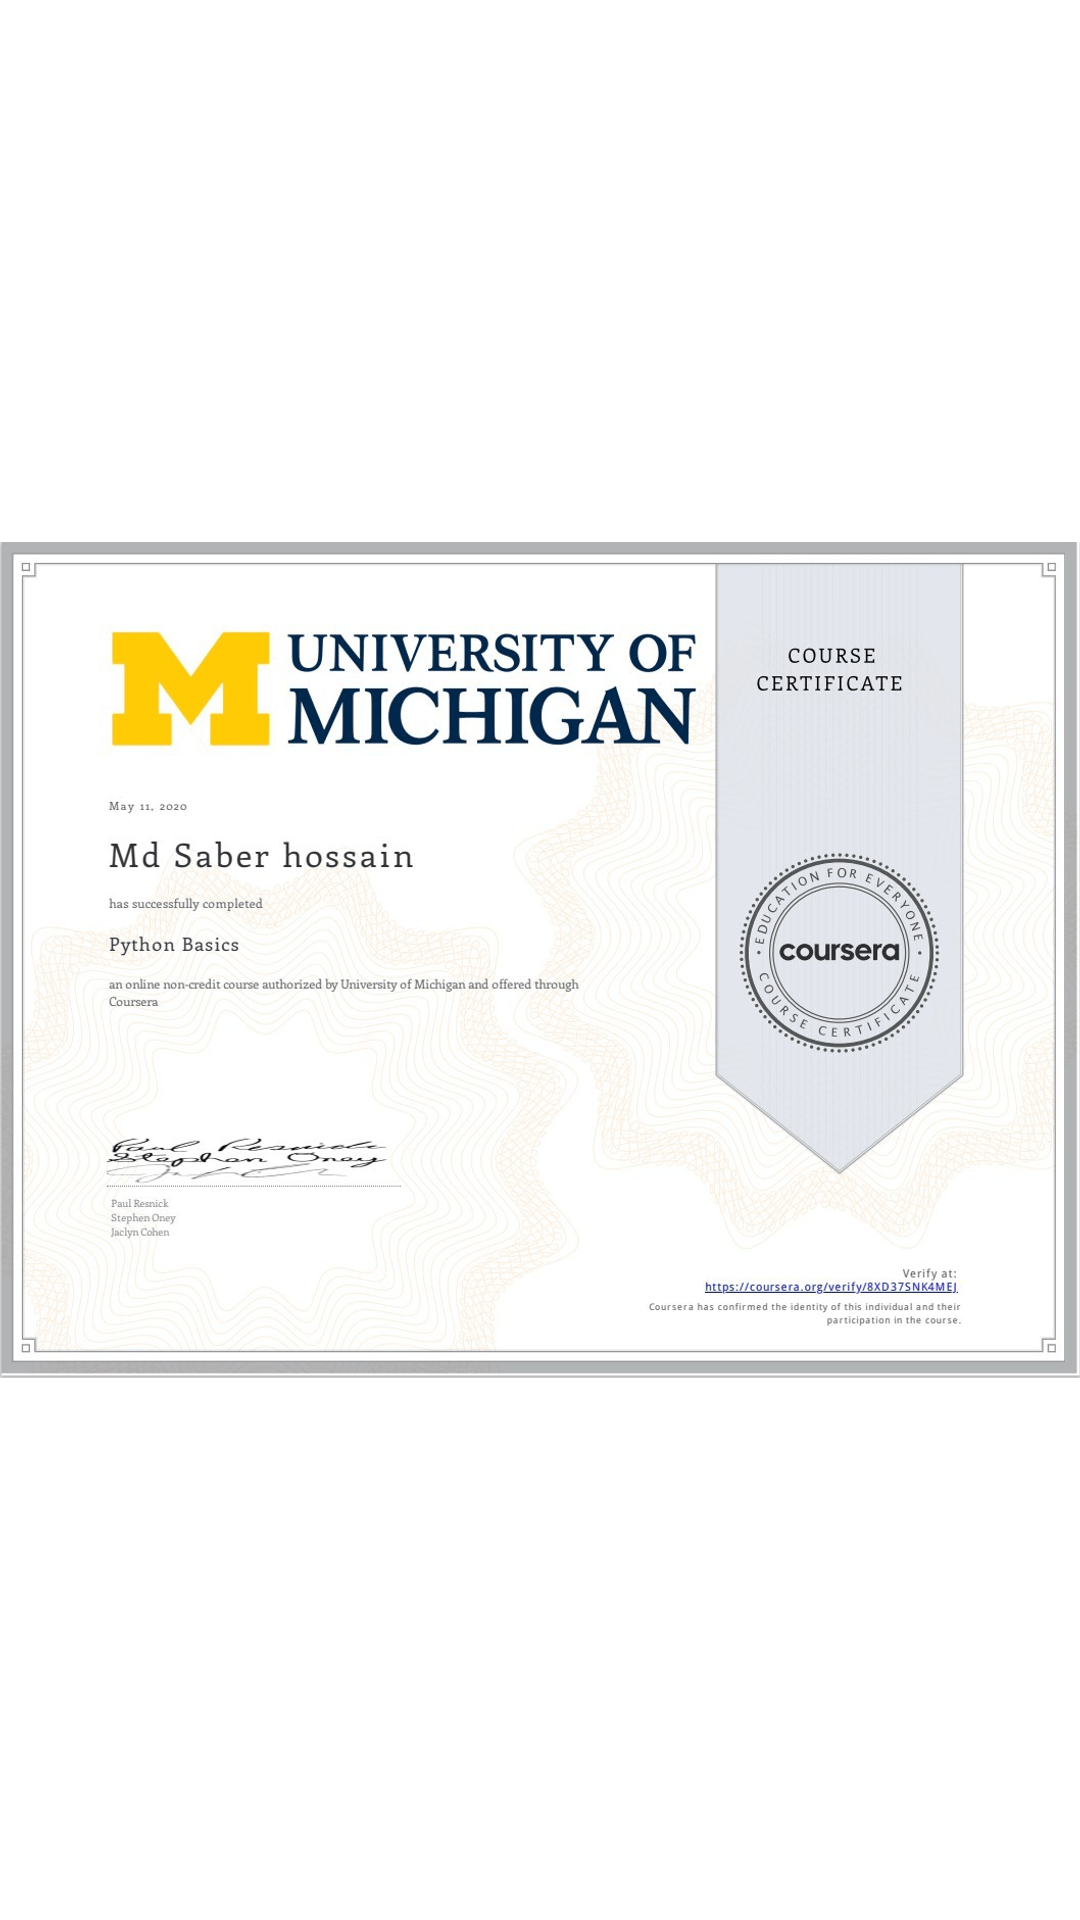 M UNIVERSITY OF
MICHIGAN
COURSE
CERTIFICATE
May 11, 2020
Md Saber hossain
has successfully completed
Python Basics
an online non-credit course authorized by University of Michigan and offered through
Coursera
EDUCATION FOR EVERYONE
coursera
COURSE CERTIFICATE
Paul Resnick
Stephen Oney
Paul Resnick
Stephen Oney
Jaclyn Cohen
Verify at:
https://coursera.org/verify/8XD37SNK4MEJ
Coursera has confirmed the identity of this individual and their
participation in the course.